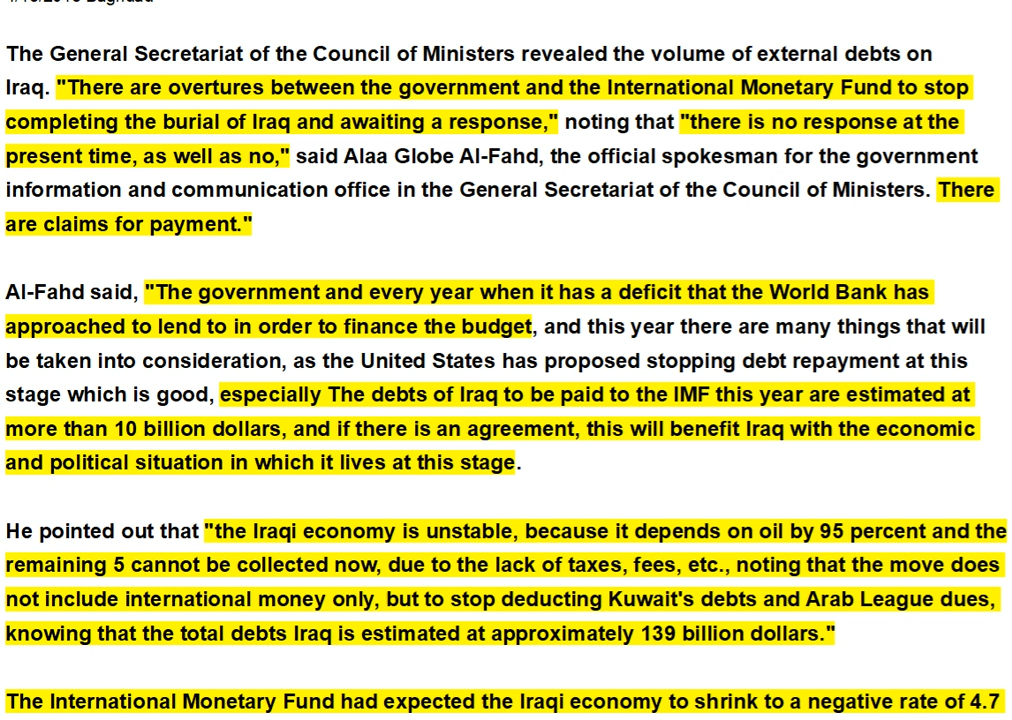 The General Secretariat of the Council of Ministers revealed the volume of external debts on
Iraq. "There are overtures between the government and the International Monetary Fund to stop
completing the burial of Iraq and awaiting a response," noting that "there is no response at the
present time, as well as no," said Alaa Globe Al-Fahd, the official spokesman for the government
information and communication office in the General Secretariat of the Council of Ministers. There
are claims for payment."
Al-Fahd said, "The government and every year when it has a deficit that the World Bank has
approached to lend to in order to finance the budget, and this year there are many things that will
be taken into consideration, as the United States has proposed stopping debt repayment at this
stage which is good, especially The debts of Iraq to be paid to the IMF this year are estimated at
more than 10 billion dollars, and if there is an agreement, this will benefit Iraq with the economic
and political situation in which it lives at this stage.
He pointed out that "the Iraqi economy is unstable, because it depends on oil by 95 percent and the
remaining 5 cannot be collected now, due to the lack of taxes, fees, etc., noting that the move does
not include international money only, but to stop deducting Kuwait's debts and Arab League dues,
knowing that the total debts Iraq is estimated at approximately 139 billion dollars."
The International Monetary Fund had expected the Iraqi economy to shrink to a negative rate of 4.7